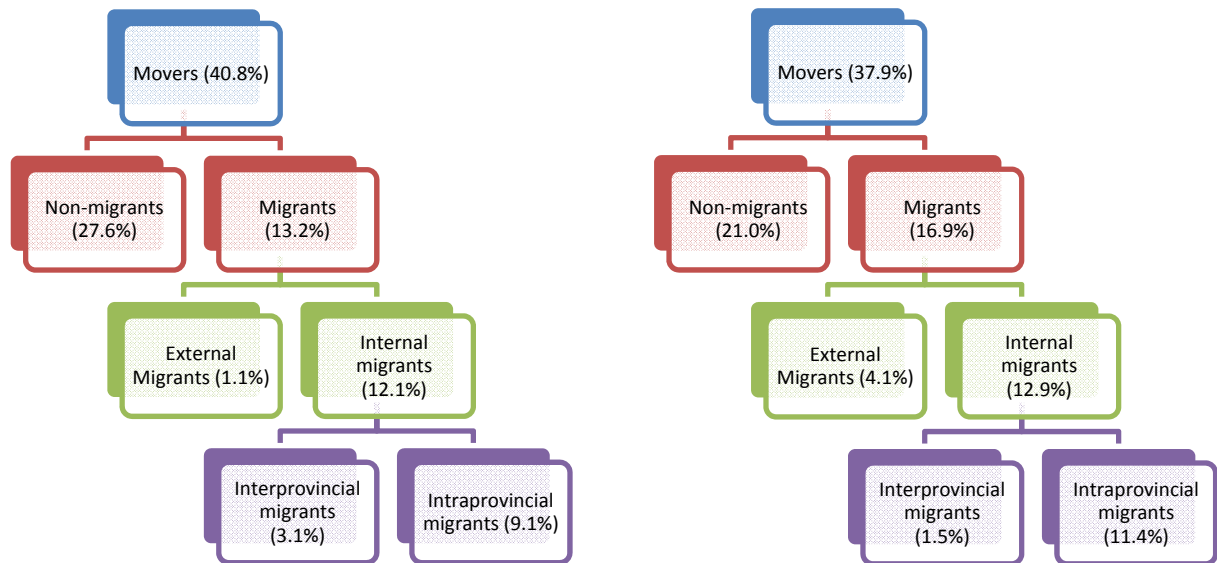 Movers (40.8%)
Non-migrants
(27.6%)
Migrants
(13.2%)
External
Migrants (1.1%)
Internal
migrants
(12.1%)
Interprovincial
migrants
(3.1%)
Intraprovincial
migrants (9.1%)
Movers (37.9%)
Non-migrants
(21.0%)
Migrants
(16.9%)
External
Migrants (4.1%)
Internal
migrants
(12.9%)
Interprovincial
migrants
(1.5%)
Intraprovincial
migrants
(11.4%)